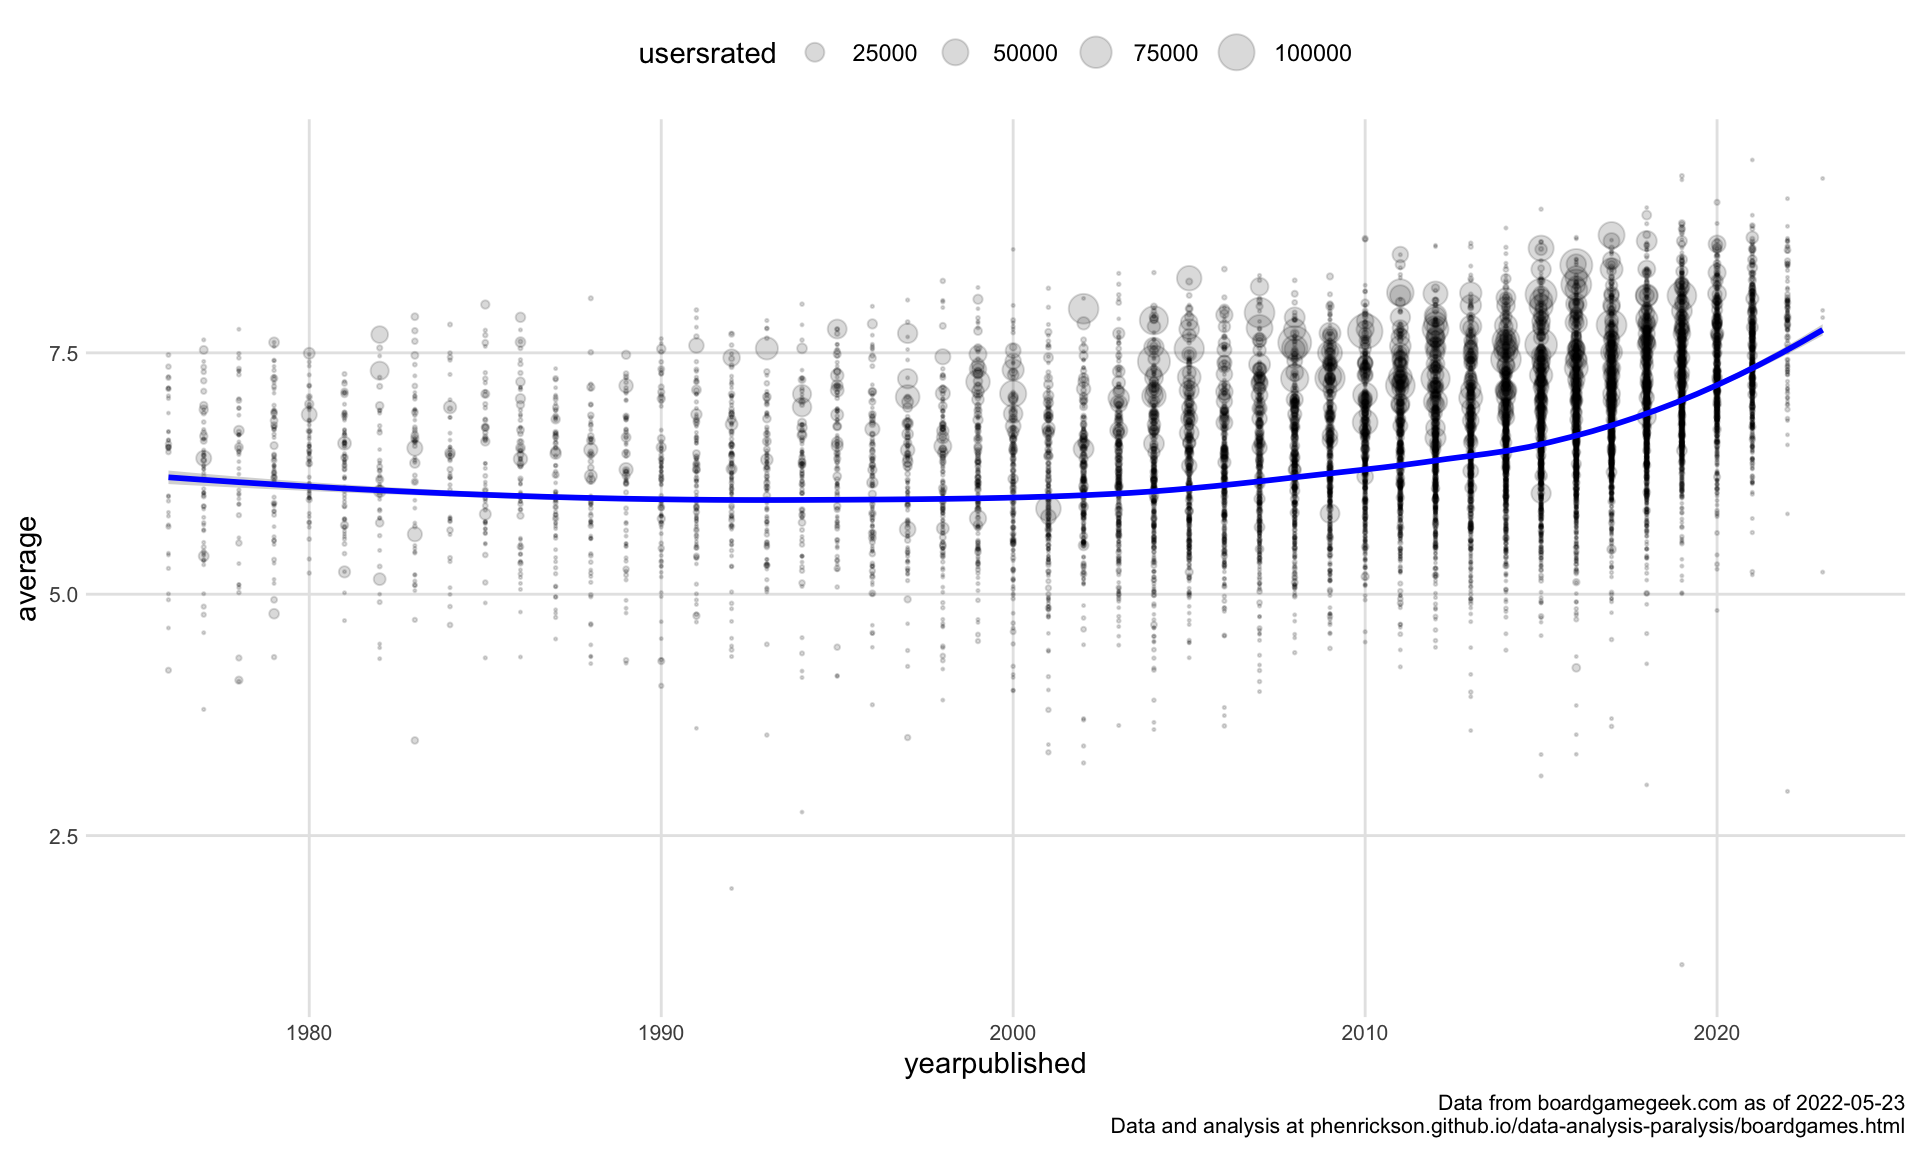 usersrated 25000 50000 75000 100000
7.5
5.0
2.5
average
1980 1990 2000 2010 2020
yearpublished
Data from boardgamegeek.com as of 2022-05-23
Data and analysis at phenrickson.github.io/data-analysis-paralysis/boardgames.html